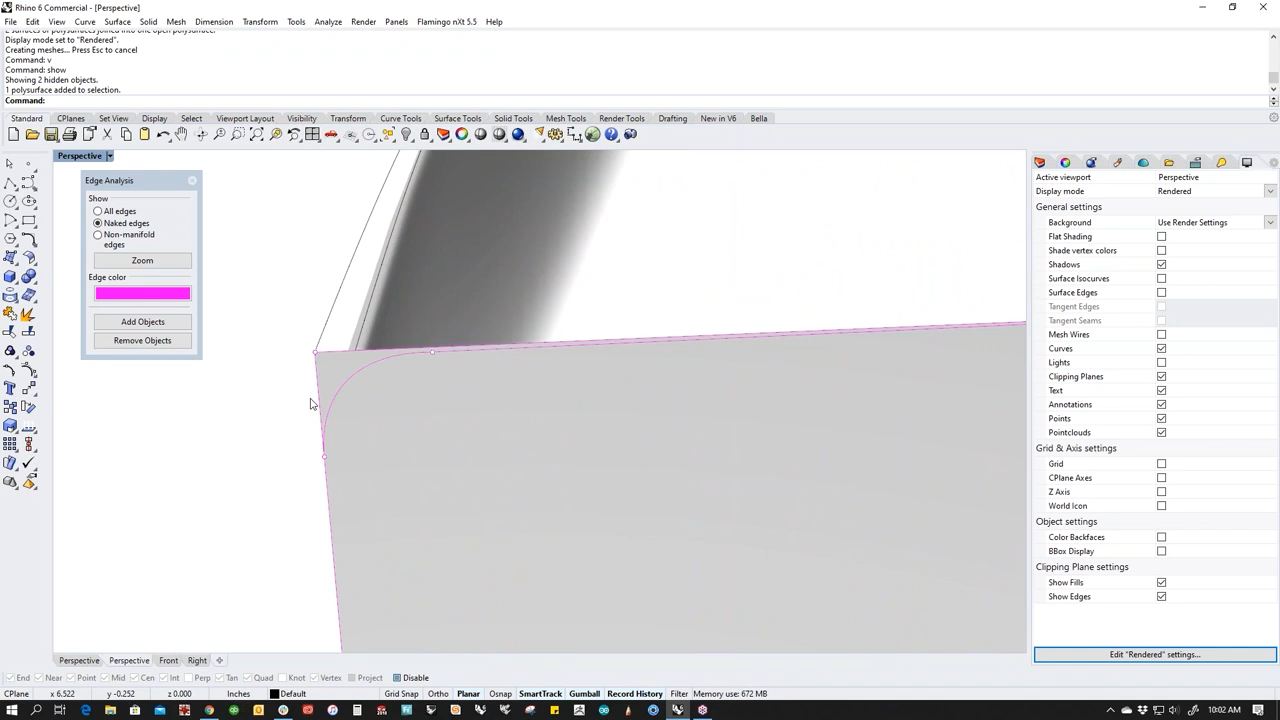 Rhino 6 Commercial - [Perspective]
File Edit View Curve Surface Solid Mesh Dimension Transform Tools Analyze Render Panels Flamingo nXt 5.5 Help
Display mode set to "Rendered".
Creating meshes... Press Esc to cancel
Command: v
Command: show
Showing 2 hidden objects.
1 polysurface added to selection.
Command:
Standard CPlanes Set View Display Select Viewport Layout Visibility Transform Curve Tools Surface Tools Solid Tools Mesh Tools Render Tools Drafting New in V6 Bella
Perspective
Edge Analysis
Show
All edges
Naked edges
Non-manifold
edges
Zoom
Edge color
Add Objects
Remove Objects
Active viewport Perspective
Display mode Rendered
General settings
Background Use Render Settings
Flat Shading
Shade vertex colors
Shadows
Surface Isocurves
Surface Edges
Tangent Edges
Tangent Seams
Mesh Wires
Curves
Lights
Clipping Planes
Text
Annotations
Points
Pointclouds
Grid & Axis settings
Grid
CPlane Axes
Z Axis
World Icon
Object settings
Color Backfaces
BBox Display
Clipping Plane settings
Show Fills
Show Edges
Edit "Rendered" settings...
Perspective Perspective Front Right
End Near Point Mid Cen Int Perp Tan Quad Knot Vertex Project Disable
CPlane x 6.522 y -0.252 z 0.000 Inches Default Grid Snap Ortho Planar Osnap SmartTrack Gumball Record History Filter Memory use: 672 MB
10:02 AM